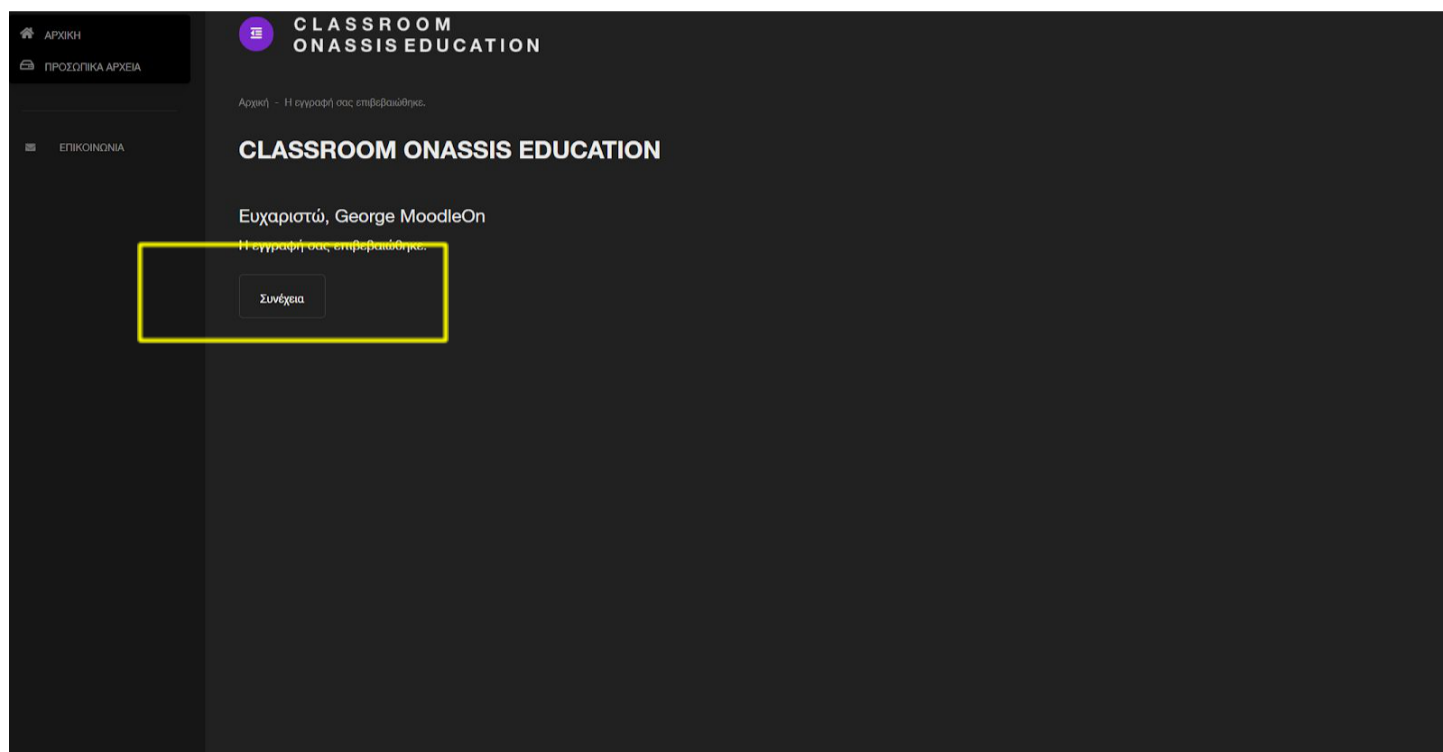 ΑΡΧΙΚΗ
ΠΡΟΣΩΠΙΚΑ ΑΡΧΕΙΑ
ΕΠΙΚΟΙΝΩΝΙΑ
CLASSROOM
ONASSIS EDUCATION
Αρχική - Η εγγραφή σας επιβεβαιώθηκε.
CLASSROOM ONASSIS EDUCATION
Ευχαριστώ, George MoodleOn
Η εγγραφή σας επιβεβαιώθηκε.
Συνέχεια